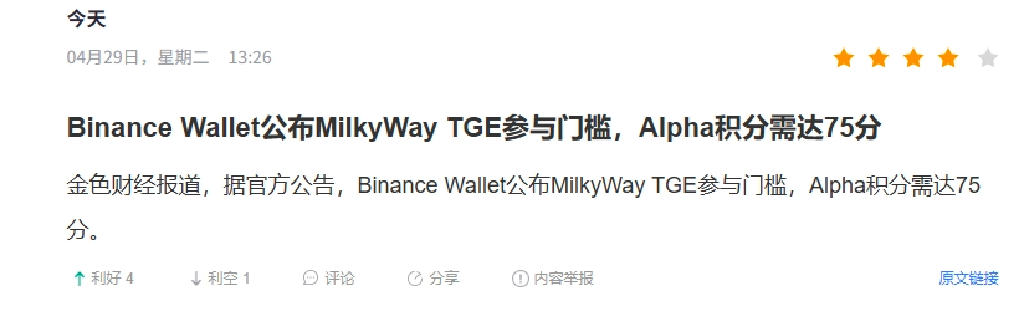 今天
04月29日，星期二 13:26
Binance Wallet公布MilkyWay TGE参与门槛，Alpha积分需达75分
金色财经报道，据官方公告，Binance Wallet公布MilkyWay TGE参与门槛，Alpha积分需达75
分。
利好 4 利空 1 评论 分享 内容举报 原文链接